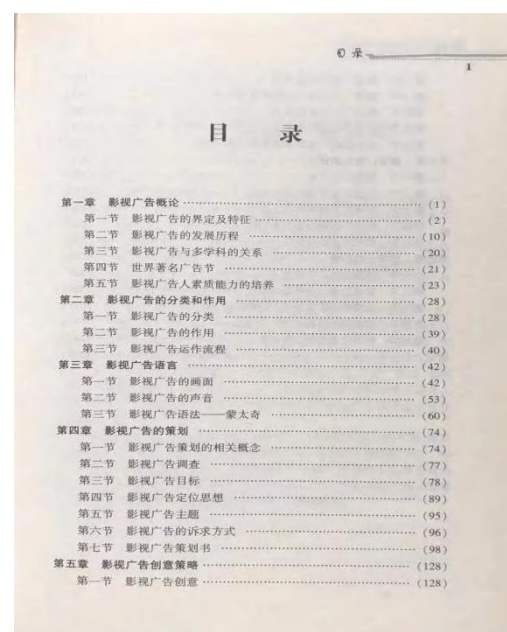 目录
1
目 录
第一章 影视广告概论 ································ (1)
第一节 影视广告的界定及特征 ································ (2)
第二节 影视广告的发展历程 ································ (10)
第三节 影视广告与多学科的关系 ································ (20)
第四节 世界著名广告节 ································ (21)
第五节 影视广告人素质能力的培养 ································ (23)
第二章 影视广告的分类和作用 ································ (28)
第一节 影视广告的分类 ································ (28)
第二节 影视广告的作用 ································ (39)
第三节 影视广告运作流程 ································ (40)
第三章 影视广告语言 ································ (42)
第一节 影视广告的画面 ································ (42)
第二节 影视广告的声音 ································ (53)
第三节 影视广告语法——蒙太奇 ································ (60)
第四章 影视广告的策划 ································ (74)
第一节 影视广告策划的相关概念 ································ (74)
第二节 影视广告调查 ································ (77)
第三节 影视广告目标 ································ (78)
第四节 影视广告定位思想 ································ (89)
第五节 影视广告主题 ································ (95)
第六节 影视广告的诉求方式 ································ (96)
第七节 影视广告策划书 ································ (98)
第五章 影视广告创意策略 ································ (128)
第一节 影视广告创意 ································ (128)